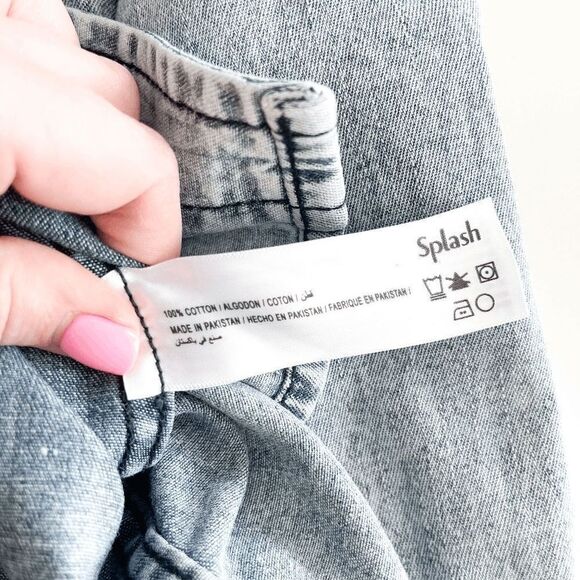 Splash
100% COTTON / ALGODON / COTON / قطن
MADE IN PAKISTAN / HECHO EN PAKISTAN / FABRIQUE EN PAKISTAN /
صنع في باكستان